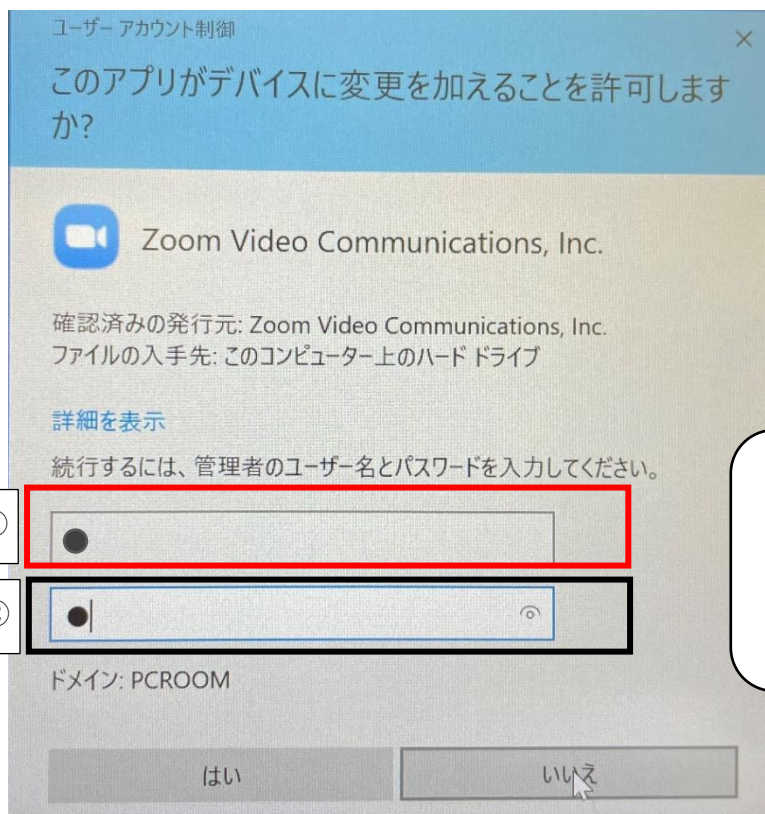 ユーザー アカウント制御
このアプリがデバイスに変更を加えることを許可します
か?
Zoom Video Communications, Inc.
確認済みの発行元: Zoom Video Communications, Inc.
ファイルの入手先: このコンピューター上のハード ドライブ
詳細を表示
続行するには、管理者のユーザー名とパスワードを入力してください。
ドメイン: PCROOM
はい
いいえ